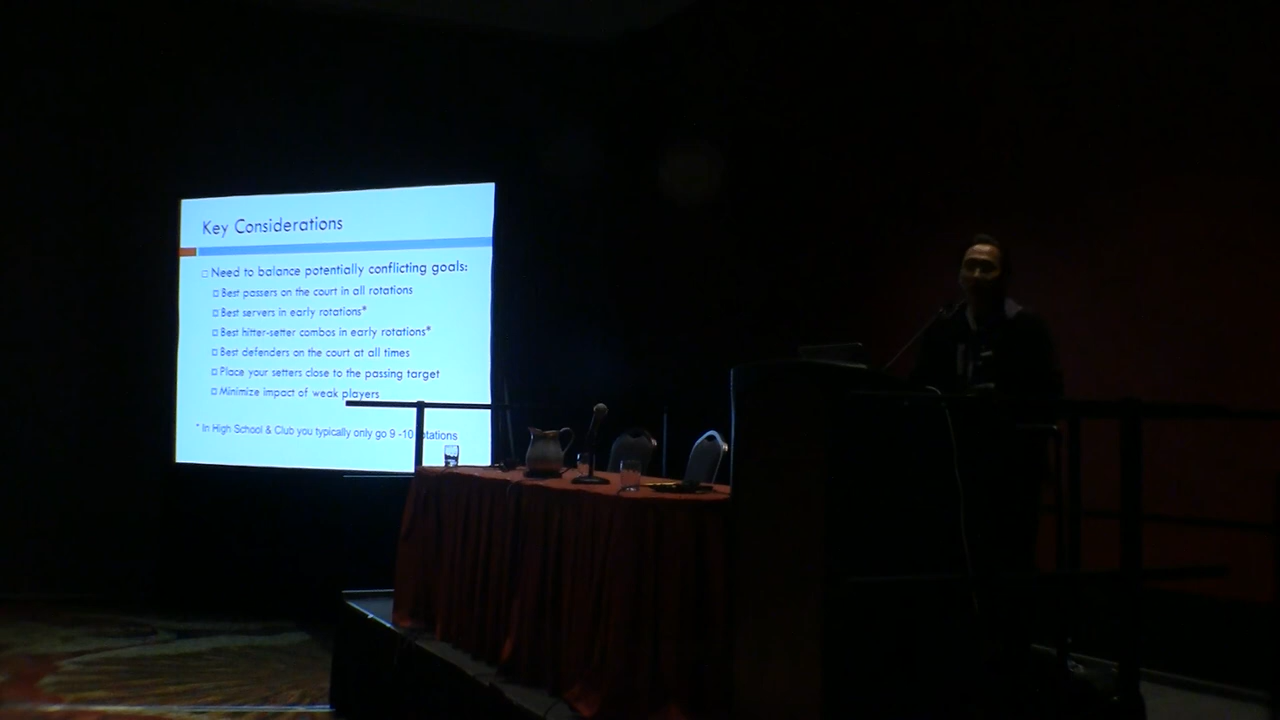 Key Considerations
Need to balance potentially conflicting goals:
Best passers on the court in all rotations
Best servers in early rotations*
Best hitter-setter combos in early rotations*
Best defenders on the court at all times
Place your setters close to the passing target
Minimize impact of weak players
* In High School & Club you typically only go 9 -10 rotations